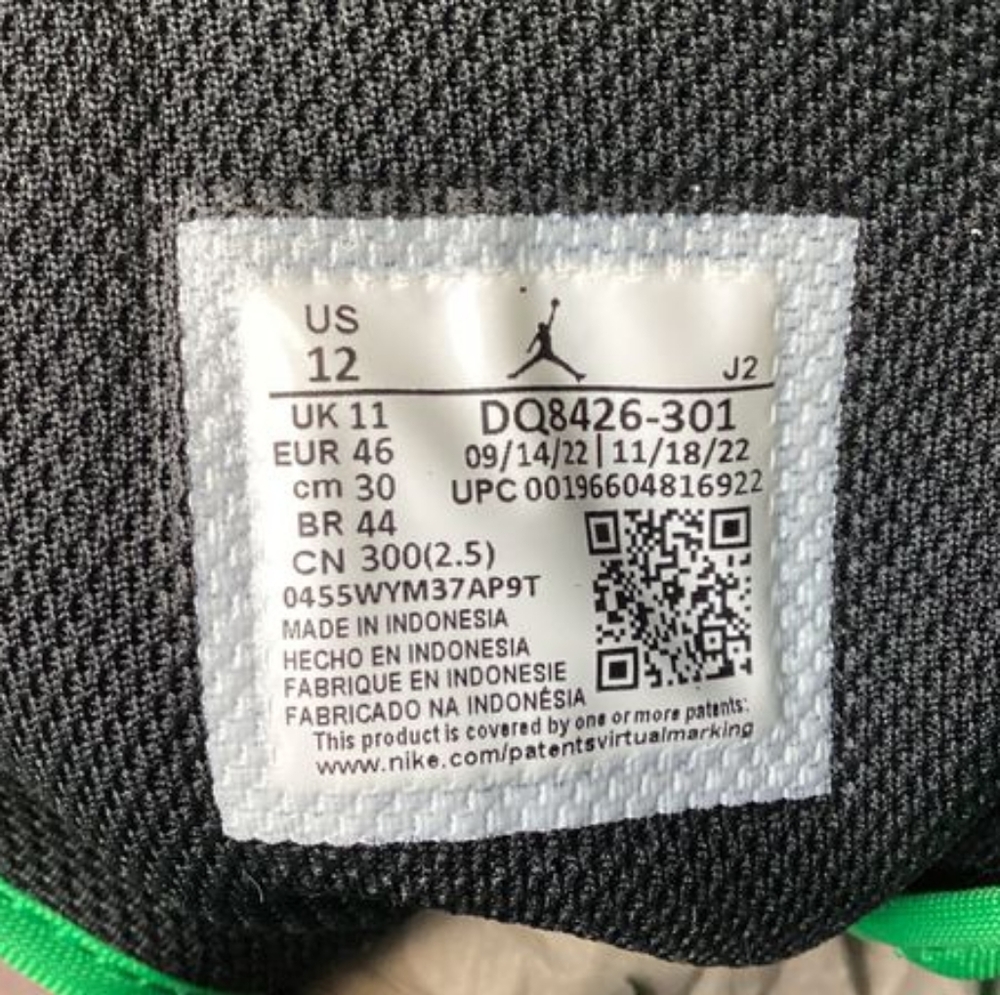 US
12
J2
UK 11 DQ8426-301
EUR 46 09/14/22 | 11/18/22
cm 30 UPC 00196604816922
BR 44
CN 300(2.5)
0455WYM37AP9T
MADE IN INDONESIA
HECHO EN INDONESIA
FABRIQUE EN INDONESIE
FABRICADO NA INDONÉSIA
This product is covered by one or more patents:
www.nike.com/patentsvirtualmarking